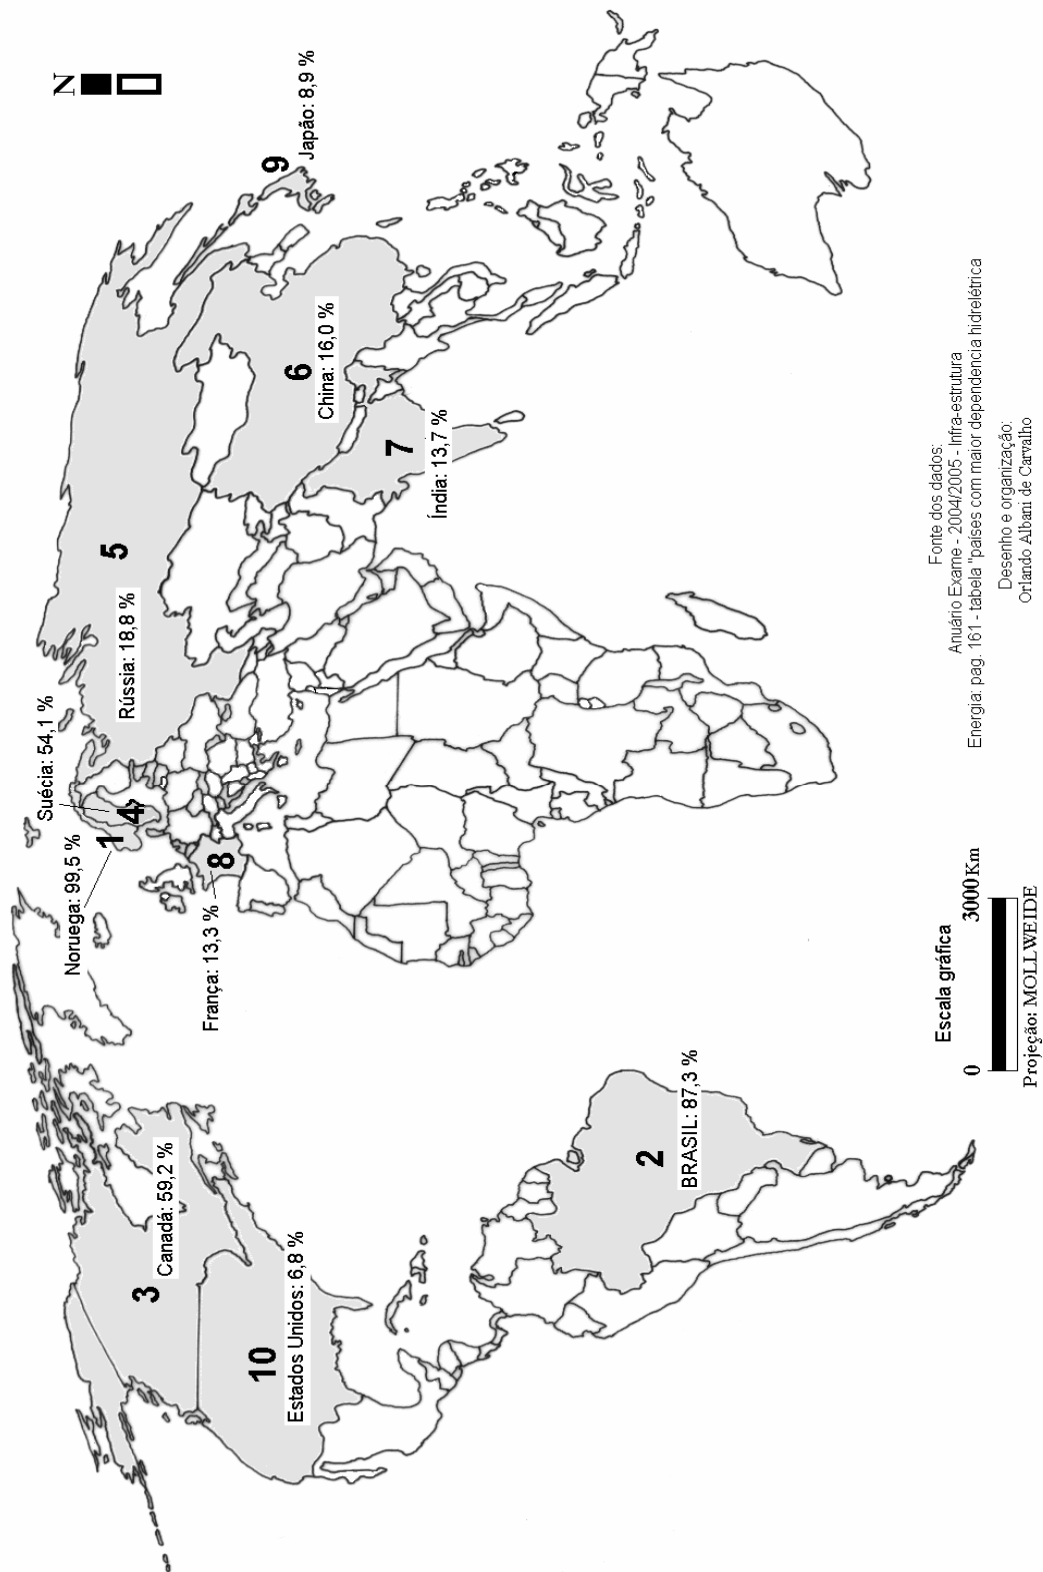 N
Noruega: 99,5 %
1
Suécia: 54,1 %
4
Rússia: 18,8 %
5
9
Japão: 8,9 %
6
China: 16,0 %
7
Índia: 13,7 %
8
França: 13,3 %
3
Canadá: 59,2 %
10
Estados Unidos: 6,8 %
2
BRASIL: 87,3 %
Escala gráfica
0 3000Km
Projeção: MOLLWEIDE
Fonte dos dados:
Anuário Exame - 2004/2005 - Infra-estrutura
Energia: pag. 161 - tabela "países com maior dependencia hidrelétrica
Desenho e organização:
Orlando Albani de Carvalho